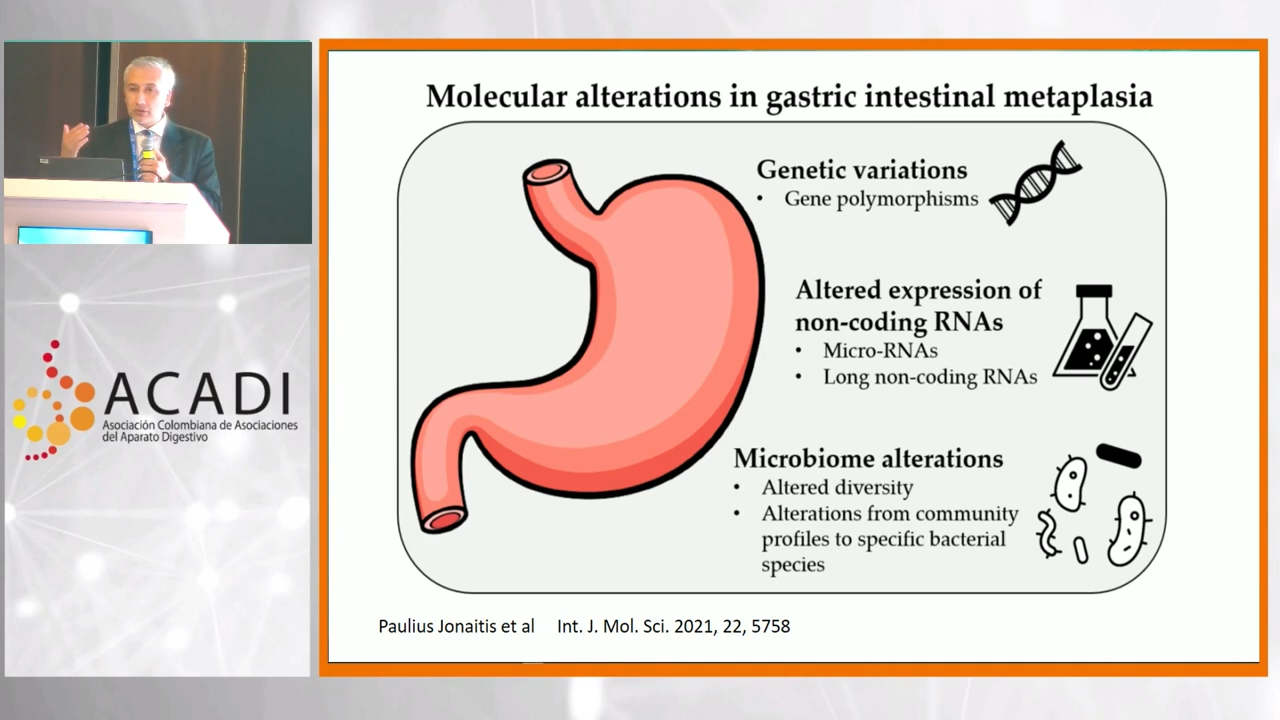 Molecular alterations in gastric intestinal metaplasia
Genetic variations
• Gene polymorphisms
Altered expression of
non-coding RNAs
• Micro-RNAs
• Long non-coding RNAs
Microbiome alterations
• Altered diversity
• Alterations from community
profiles to specific bacterial
species
Paulius Jonaitis et al Int. J. Mol. Sci. 2021, 22, 5758
ACADI
Asociación Colombiana de Asociaciones
del Aparato Digestivo